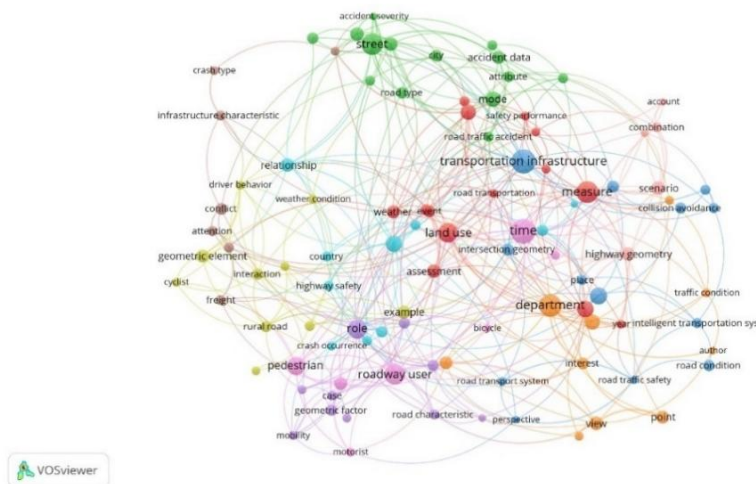 accident severity
street
city
accident data
crash type
attribute
road type
mode
account
infrastructure characteristic
safety performance
combination
road traffic accident
relationship
transportation infrastructure
driver behavior
weather condition
road transportation
measure
scenario
conflict
weather event
collision avoidance
attention
land use
time
geometric element
country
intersection geometry
highway geometry
interaction
assessment
cyclist
highway safety
place
traffic condition
freight
example
department
rural road
role
bicycle
year
intelligent transportation sy
crash occurrence
author
pedestrian
roadway user
interest
road condition
road transport system
road traffic safety
case
geometric factor
road characteristic
perspective
view
point
mobility
motorist
VOSviewer